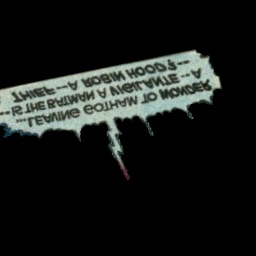 ...LEAVING GOTHAM TO WONDER
-- IS THE BATMAN A VIGILANTE -- A
THIEF -- A ROBIN HOOD? --